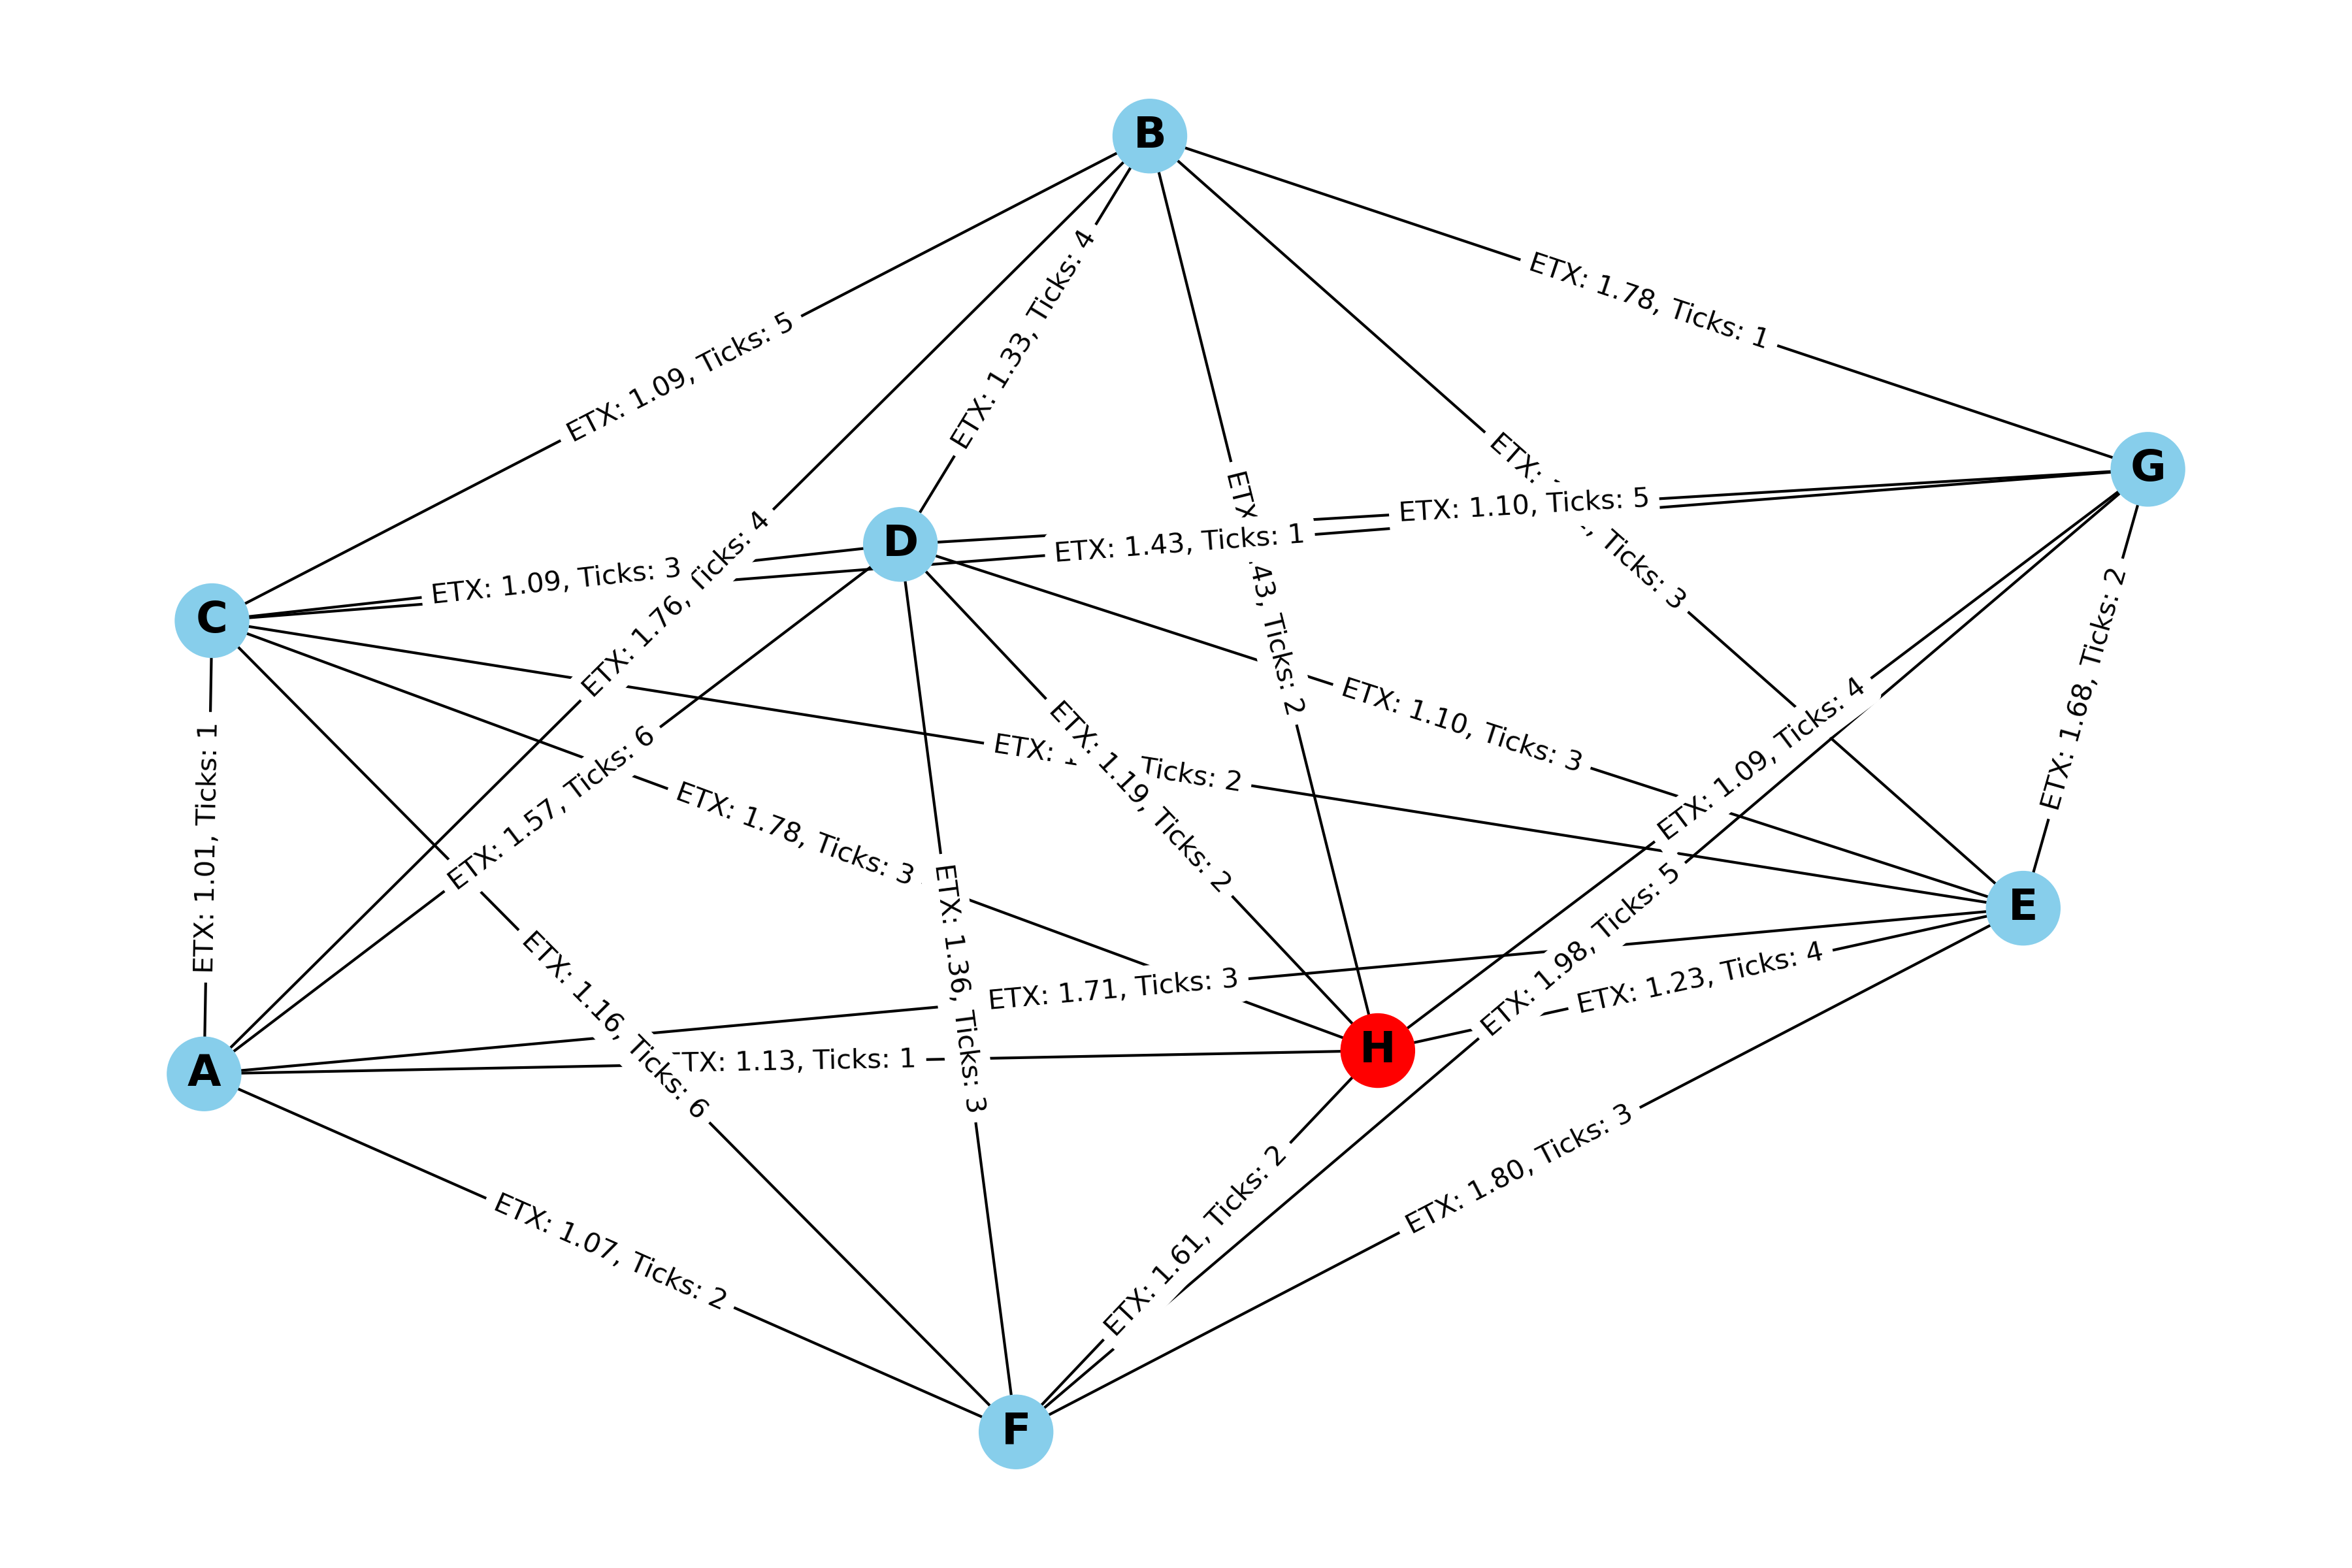 B
ETX: 1.78, Ticks: 1
ETX: 1.33, Ticks: 4
ETX: 1.09, Ticks: 5
G
ETX: Ticks: 3
ETX: 1.10, Ticks: 5
ETX: 1.43, Ticks: 1
D
ETX: 1.09, Ticks: 3
ETX: 1.76, Ticks: 4
C
ETX 43, Ticks: 2
ETX: 1.68, Ticks: 2
ETX: 1.10, Ticks: 3
ETX: 1.09, Ticks: 4
ETX: Ticks: 2
ETX: 1.19, Ticks: 2
ETX: 1.57, Ticks: 6
ETX: 1.78, Ticks: 3
ETX: 1.01, Ticks: 1
E
ETX: 1.98, Ticks: 5
ETX: 1.23, Ticks: 4
ETX: 1.71, Ticks: 3
ETX: 1.36, Ticks: 3
ETX: 1.16, Ticks: 6
H
TX: 1.13, Ticks: 1
A
ETX: 1.80, Ticks: 3
ETX: 1.61, Ticks: 2
ETX: 1.07, Ticks: 2
F